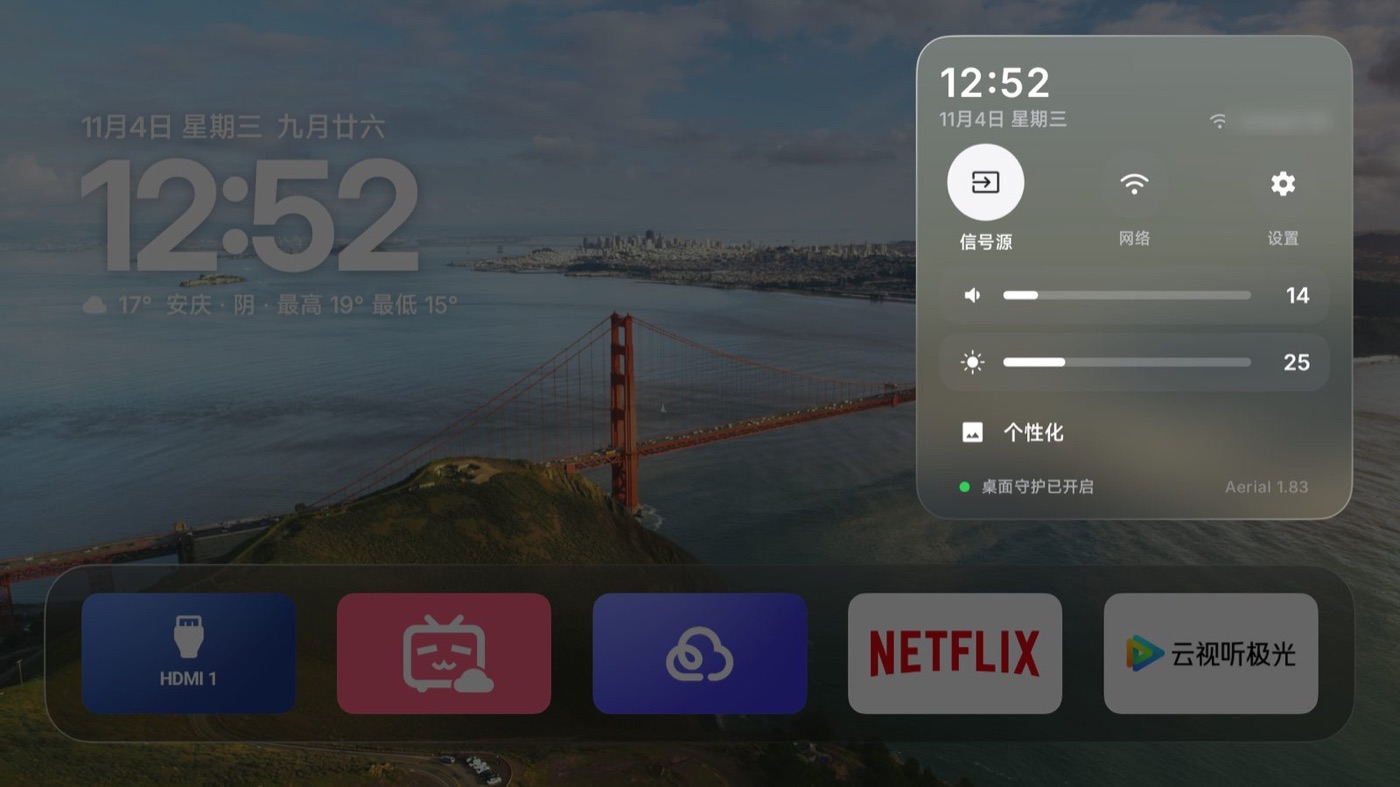 11月4日 星期三 九月廿六
12:52
17° 安庆 · 阴 · 最高 19° 最低 15°
12:52
11月4日 星期三
信号源
网络
设置
14
25
个性化
桌面守护已开启
Aerial 1.83
HDMI 1
NETFLIX
云视听极光